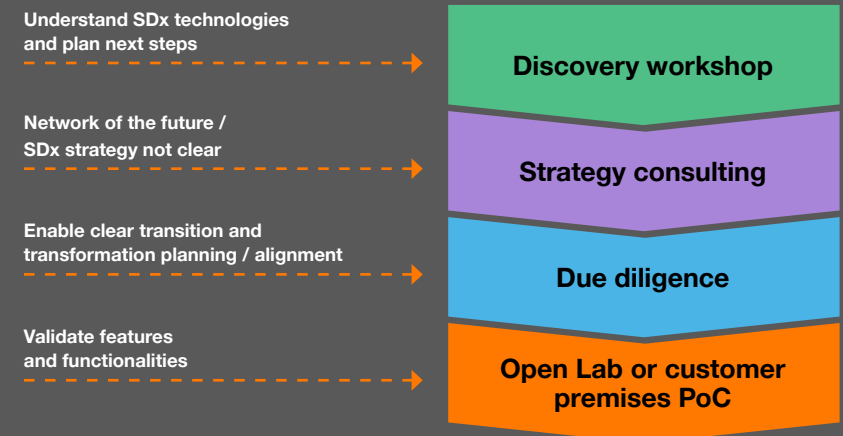 Understand SDx technologies
and plan next steps
Discovery workshop
Network of the future /
SDx strategy not clear
Strategy consulting
Enable clear transition and
transformation planning / alignment
Due diligence
Validate features
and functionalities
Open Lab or customer
premises PoC